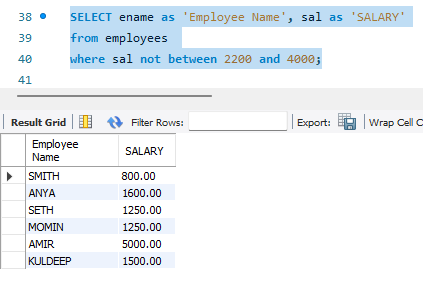 38 SELECT ename as 'Employee Name', sal as 'SALARY'
39 from employees
40 where sal not between 2200 and 4000;
41
Result Grid Filter Rows: Export: Wrap Cell C
Employee Name SALARY
SMITH 800.00
ANYA 1600.00
SETH 1250.00
MOMIN 1250.00
AMIR 5000.00
KULDEEP 1500.00